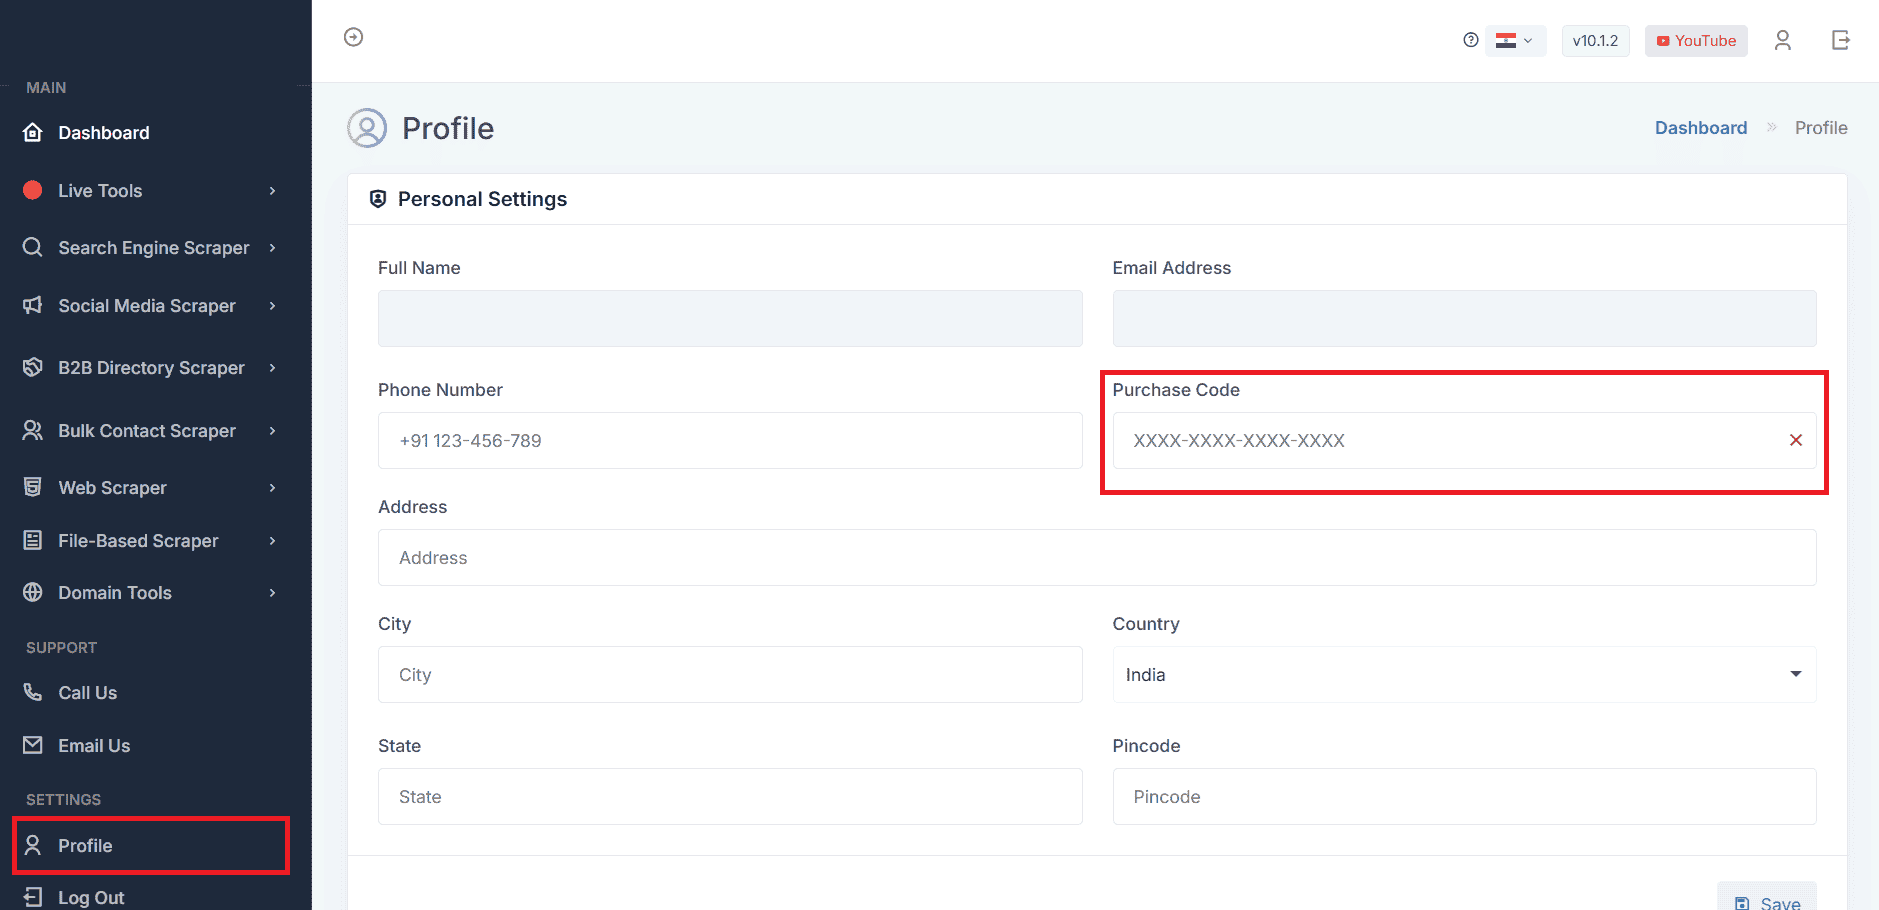 v10.1.2
YouTube
MAIN
Dashboard
Live Tools
Search Engine Scraper
Social Media Scraper
B2B Directory Scraper
Bulk Contact Scraper
Web Scraper
File-Based Scraper
Domain Tools
SUPPORT
Call Us
Email Us
SETTINGS
Profile
Log Out
Profile
Dashboard » Profile
Personal Settings
Full Name
Email Address
Phone Number
+91 123-456-789
Purchase Code
XXXX-XXXX-XXXX-XXXX
Address
Address
City
City
Country
India
State
State
Pincode
Pincode
Save